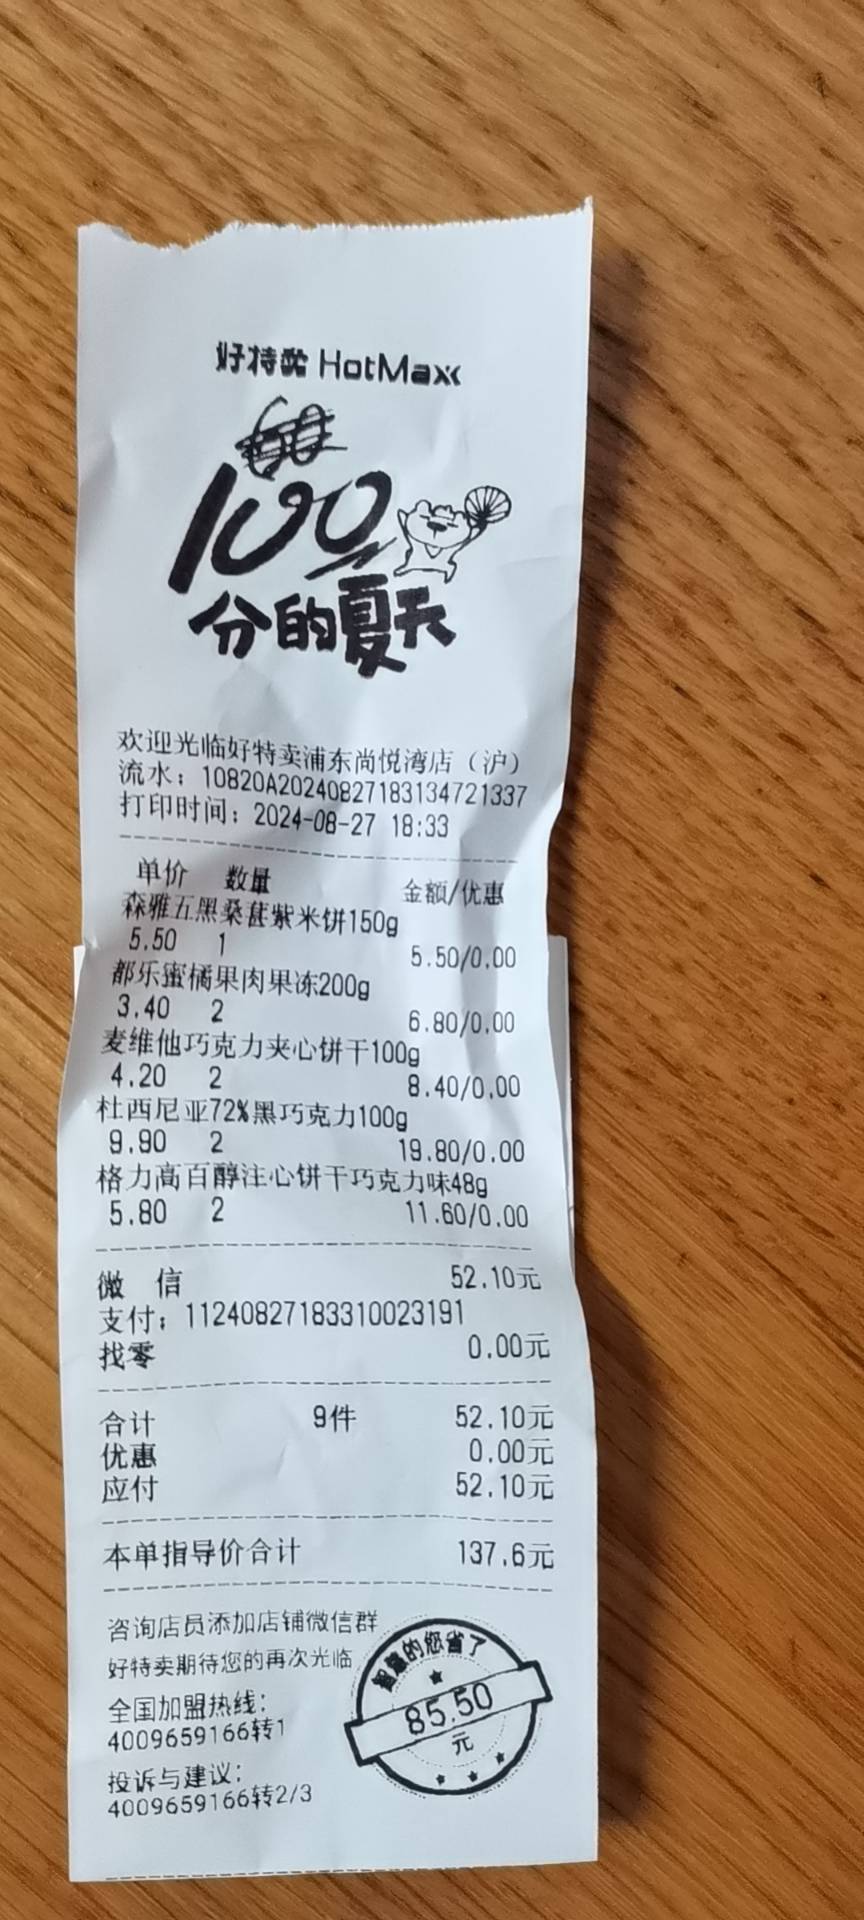 好特卖 HotMaxx
100
分的夏天
欢迎光临好特卖浦东尚悦湾店（沪）
流水：10820A20240827183134721337
打印时间：2024-08-27 18:33
单价 数量 金额/优惠
森雅五黑桑葚紫米饼150g
5.50 1 5.50/0.00
都乐蜜橘果肉果冻200g
3.40 2 6.80/0.00
麦维他巧克力夹心饼干100g
4.20 2 8.40/0.00
杜西尼亚72%黑巧克力100g
9.90 2 19.80/0.00
格力高百醇注心饼干巧克力味48g
5.80 2 11.60/0.00
微 信 52.10元
支付：11240827183310023191
找零 0.00元
合计 9件 52.10元
优惠 0.00元
应付 52.10元
本单指导价合计 137.6元
咨询店员添加店铺微信群
好特卖期待您的再次光临
全国加盟热线：
4009659166转1
投诉与建议：
4009659166转2/3
智慧的您省了
85.50
元